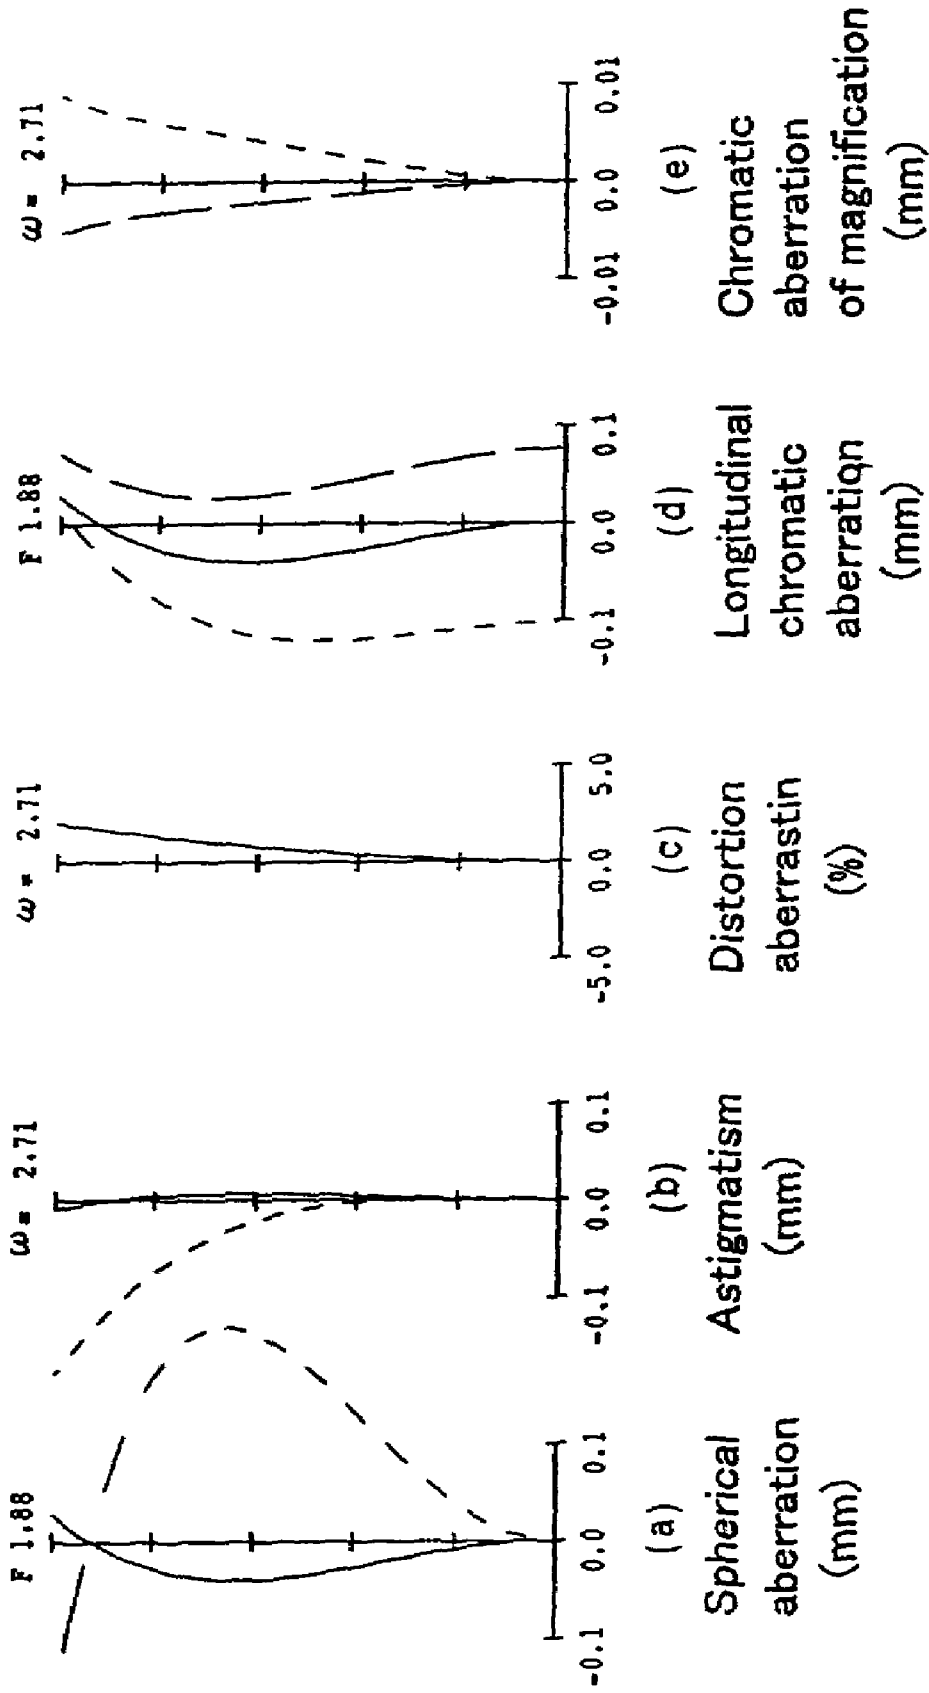 F 1.88
-0.1 0.0 0.1
(a)
Spherical
aberration
(mm)
ω= 2.71
-0.1 0.0 0.1
(b)
Astigmatism
(mm)
ω= 2.71
-5.0 0.0 5.0
(c)
Distortion
aberrastin
(%)
F 1.88
-0.1 0.0 0.1
(d)
Longitudinal
chromatic
aberration
(mm)
ω= 2.71
-0.01 0.0 0.01
(e)
Chromatic
aberration
of magnification
(mm)